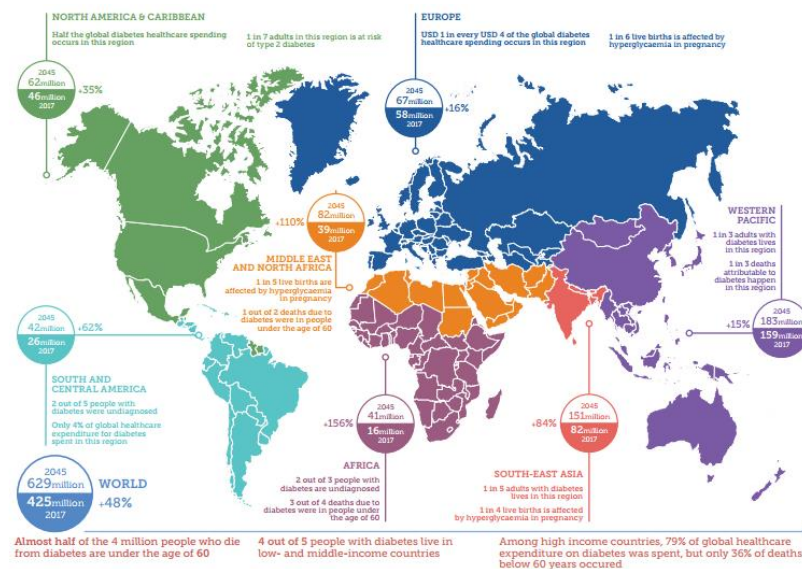 NORTH AMERICA & CARIBBEAN
Half the global diabetes healthcare spending
occurs in this region
1 in 7 adults in this region is at risk
of type 2 diabetes
2045
62million
46million
2017
+35%
EUROPE
USD 1 in every USD 4 of the global diabetes
healthcare spending occurs in this region
1 in 6 live births is affected by
hyperglycaemia in pregnancy
2045
67million
58million
2017
+16%
+110%
2045
82million
39million
2017
MIDDLE EAST
AND NORTH AFRICA
1 in 5 live births are
affected by hyperglycaemia
in pregnancy
1 out of 2 deaths due to
diabetes were in people
under the age of 60
WESTERN
PACIFIC
1 in 3 adults with
diabetes lives in
this region
1 in 3 deaths
attributable to
diabetes happen
in this region
+15%
2045
183million
159million
2017
2045
42million
26million
2017
+62%
SOUTH AND
CENTRAL AMERICA
2 out of 5 people with
diabetes were undiagnosed
Only 4% of global healthcare
expenditure for diabetes
spent in this region
+156%
2045
41million
16million
2017
AFRICA
2 out of 3 people with
diabetes are undiagnosed
3 out of 4 deaths due to
diabetes were in people under
the age of 60
+84%
2045
151million
82million
2017
SOUTH-EAST ASIA
1 in 5 adults with diabetes
lives in this region
1 in 4 live births is affected
by hyperglycaemia in pregnancy
2045
629million
425million
2017
WORLD
+48%
Almost half of the 4 million people who die
from diabetes are under the age of 60
4 out of 5 people with diabetes live in
low- and middle-income countries
Among high income countries, 79% of global healthcare
expenditure on diabetes was spent, but only 36% of deaths
below 60 years occured